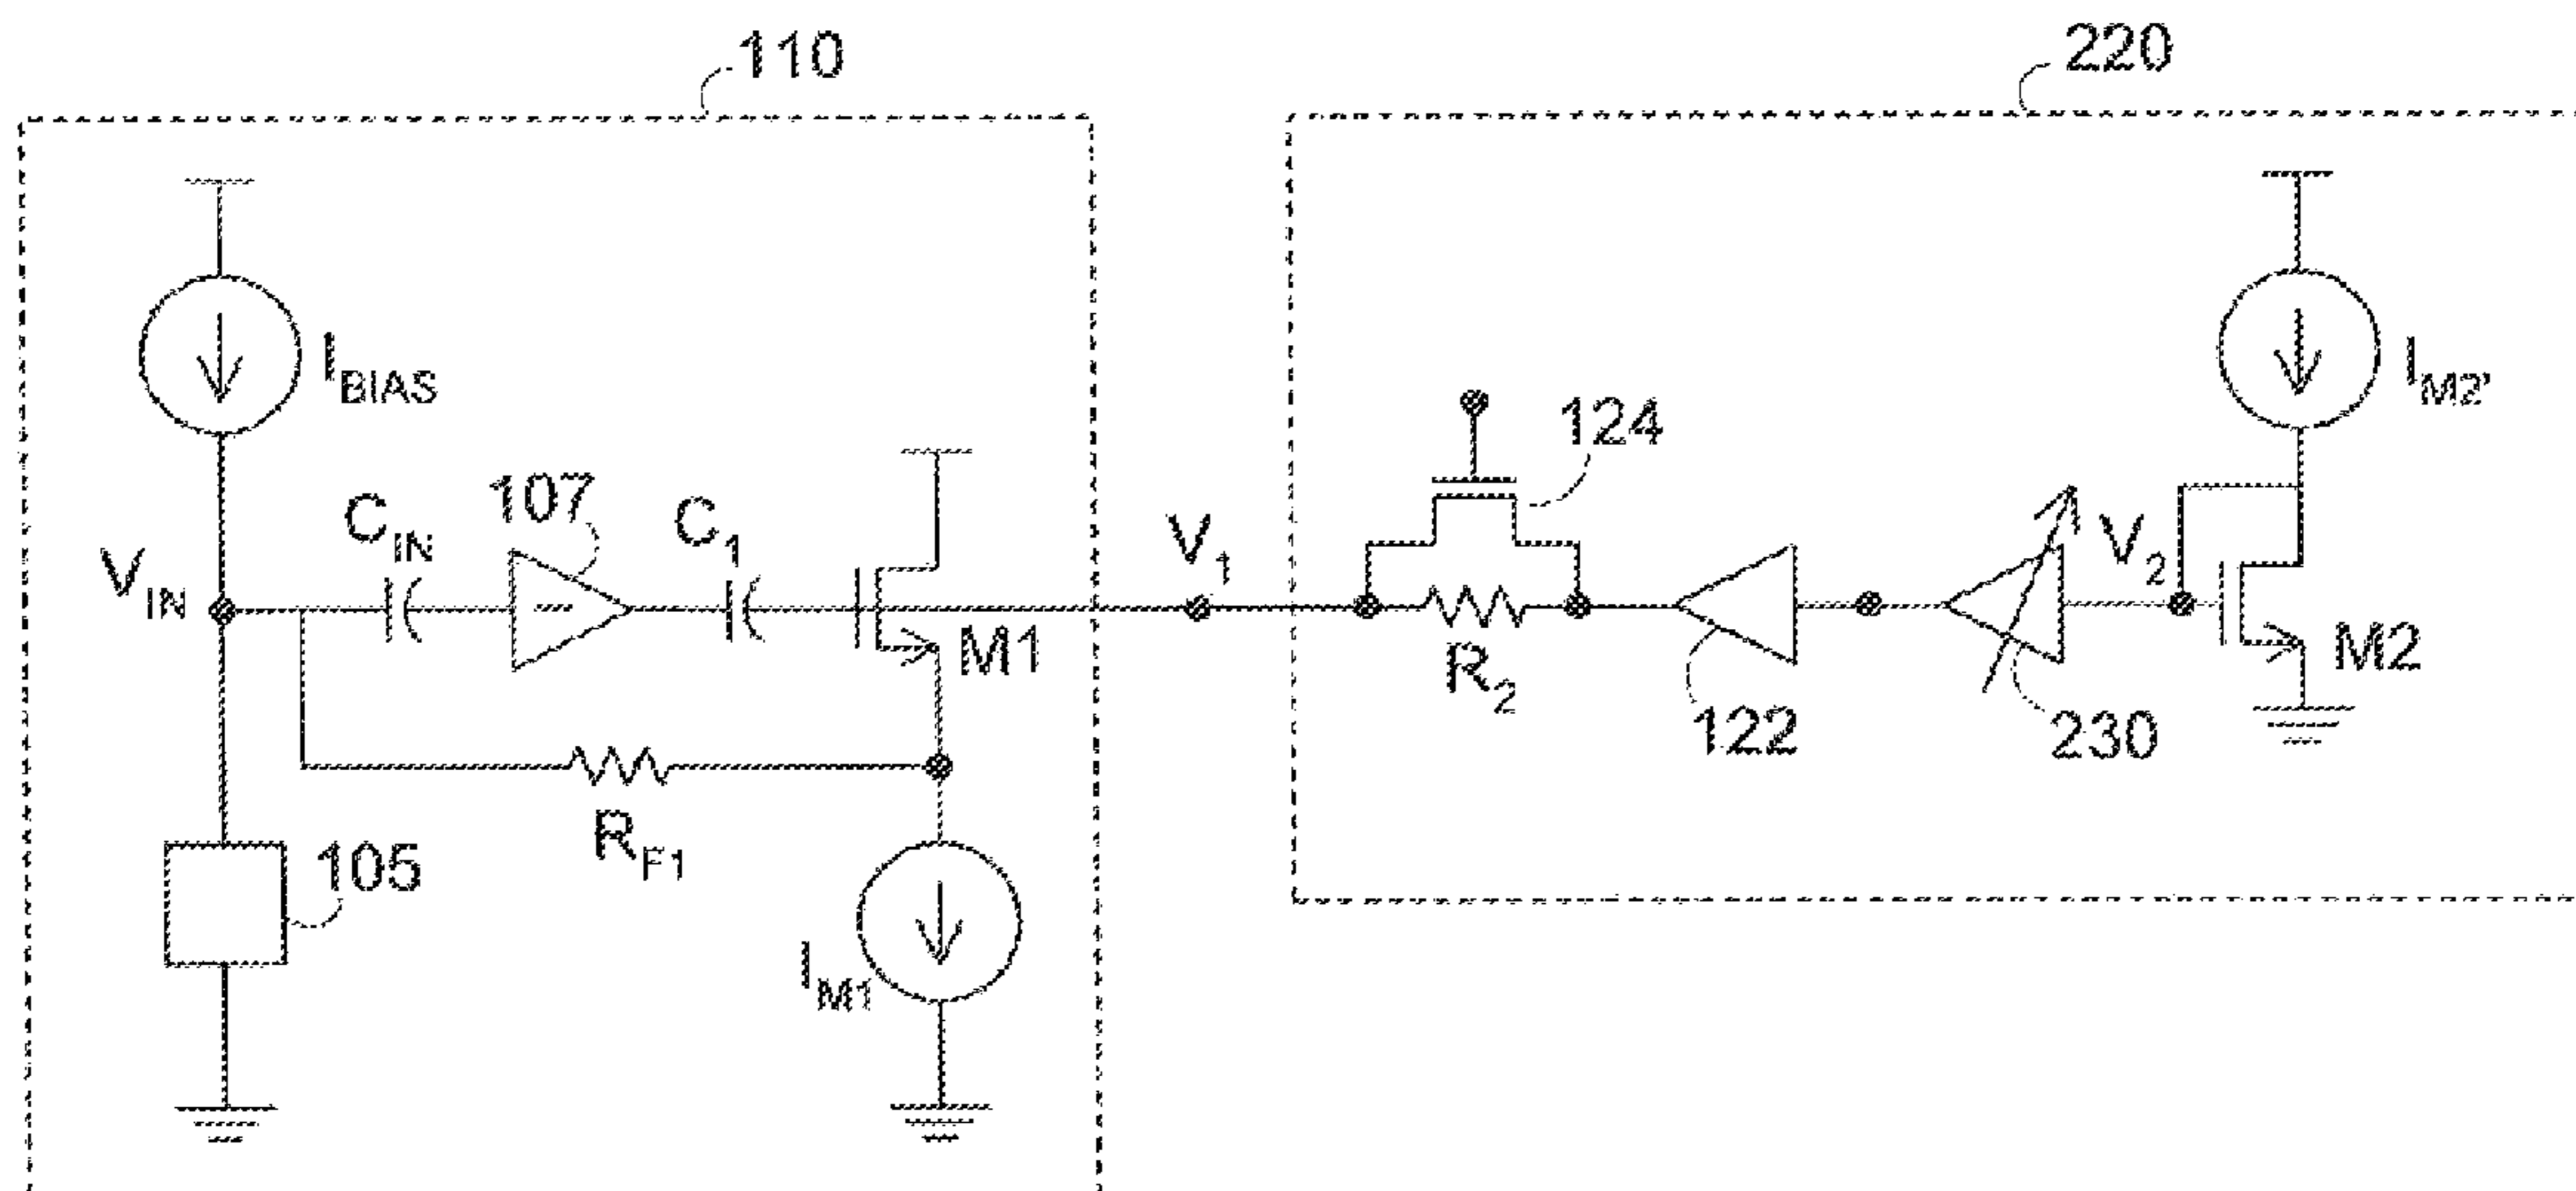 110
220
I_BIAS
I_M2'
124
107
C_IN
C_1
V_1
V_2
V_IN
M1
M2
R_2
122
230
R_F1
105
I_M1